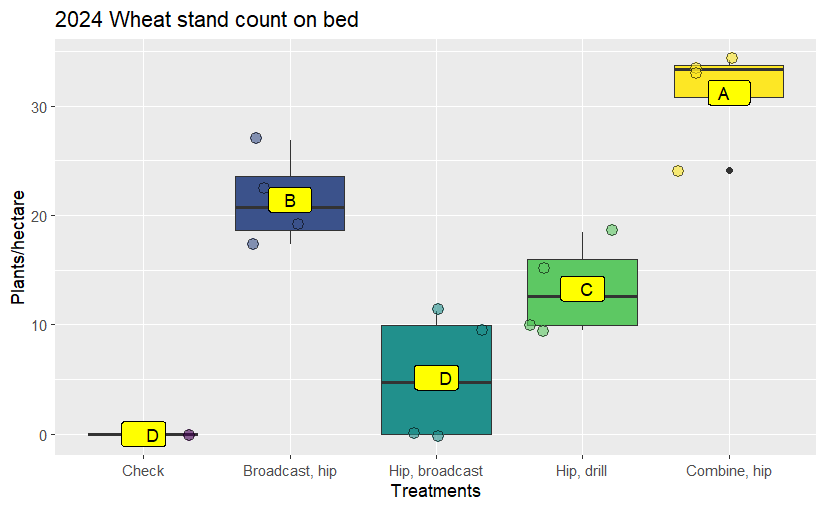 2024 Wheat stand count on bed
Plants/hectare
30
20
10
0
A
B
C
D
D
Check
Broadcast, hip
Hip, broadcast
Hip, drill
Combine, hip
Treatments